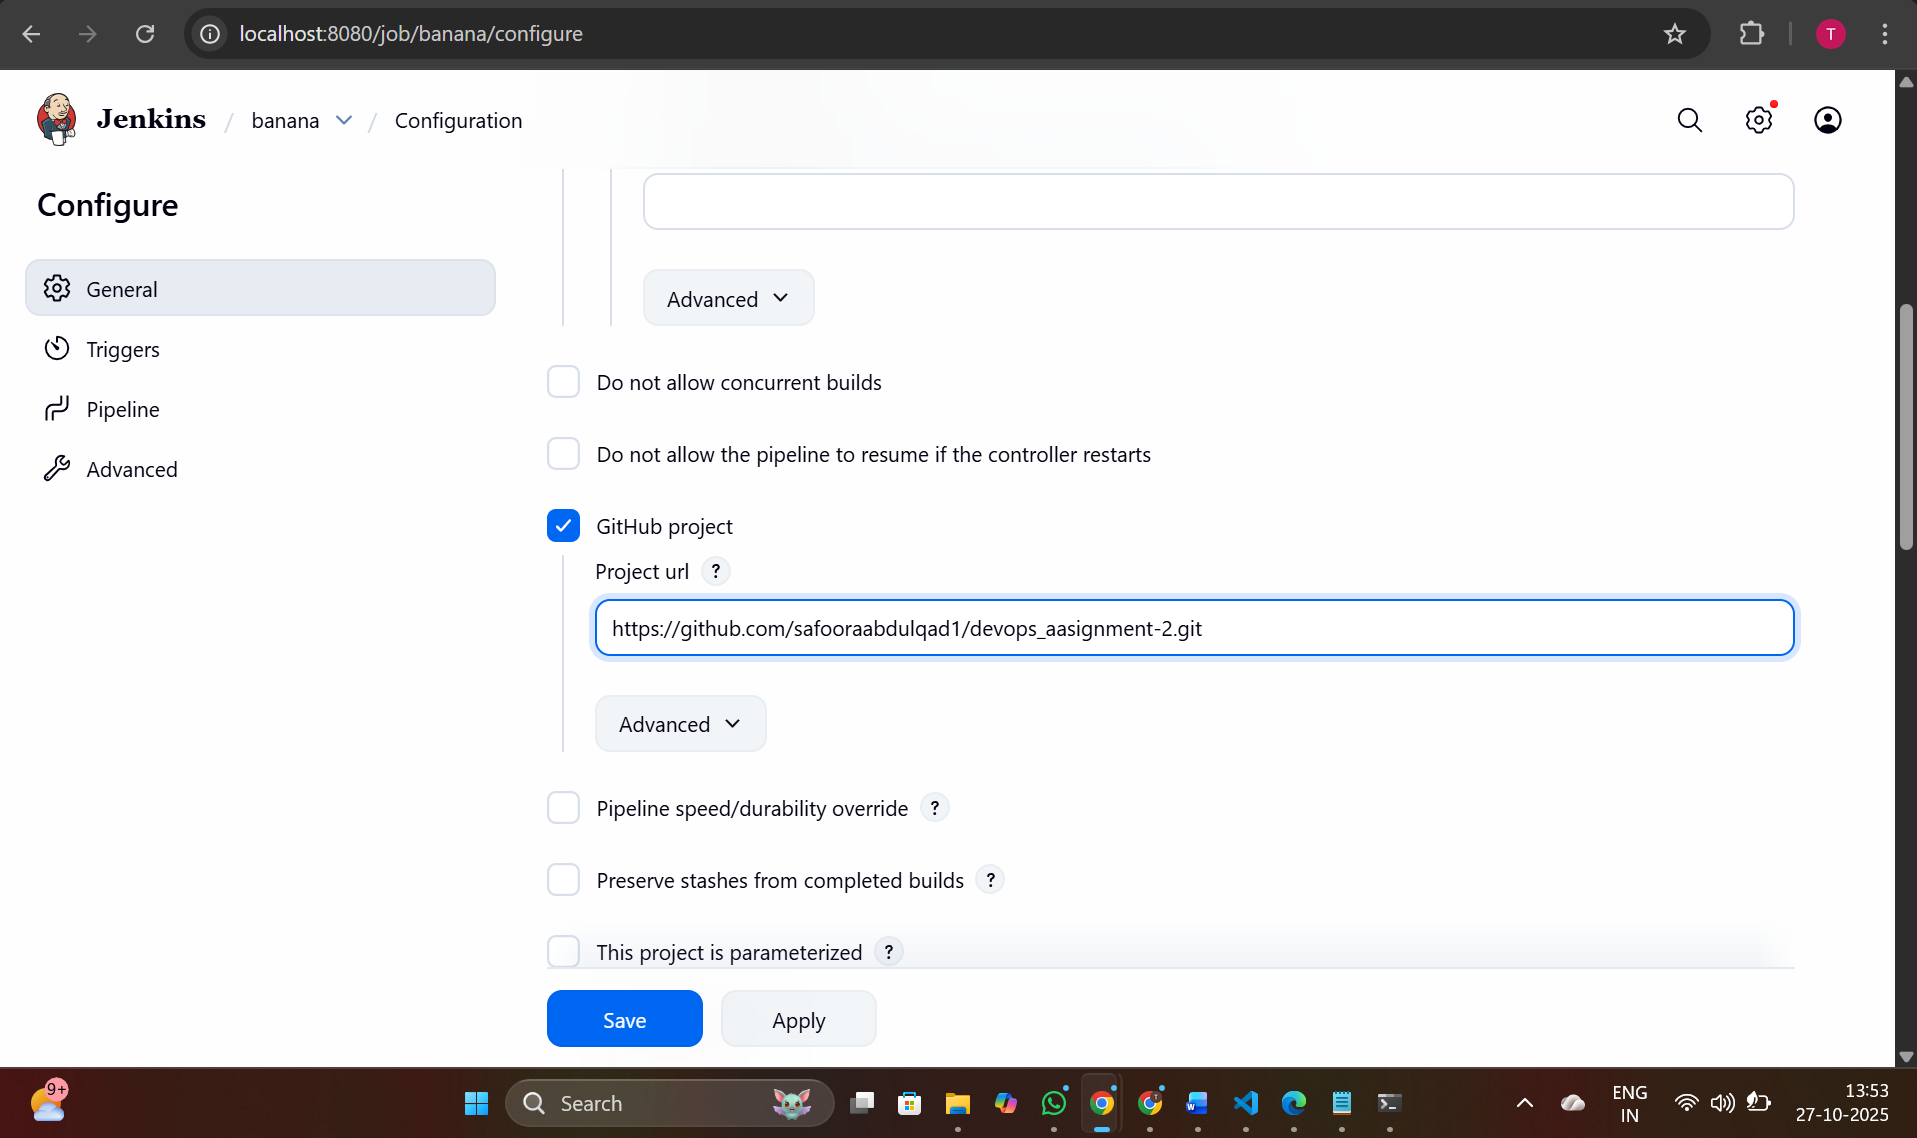 localhost:8080/job/banana/configure
T
Jenkins / banana / Configuration
Configure
General
Triggers
Pipeline
Advanced
Advanced
Do not allow concurrent builds
Do not allow the pipeline to resume if the controller restarts
GitHub project
Project url ?
https://github.com/safooraabdulqad1/devops_aasignment-2.git
Advanced
Pipeline speed/durability override ?
Preserve stashes from completed builds ?
This project is parameterized ?
Save
Apply
9+
Search
T
W
ENG
IN
13:53
27-10-2025